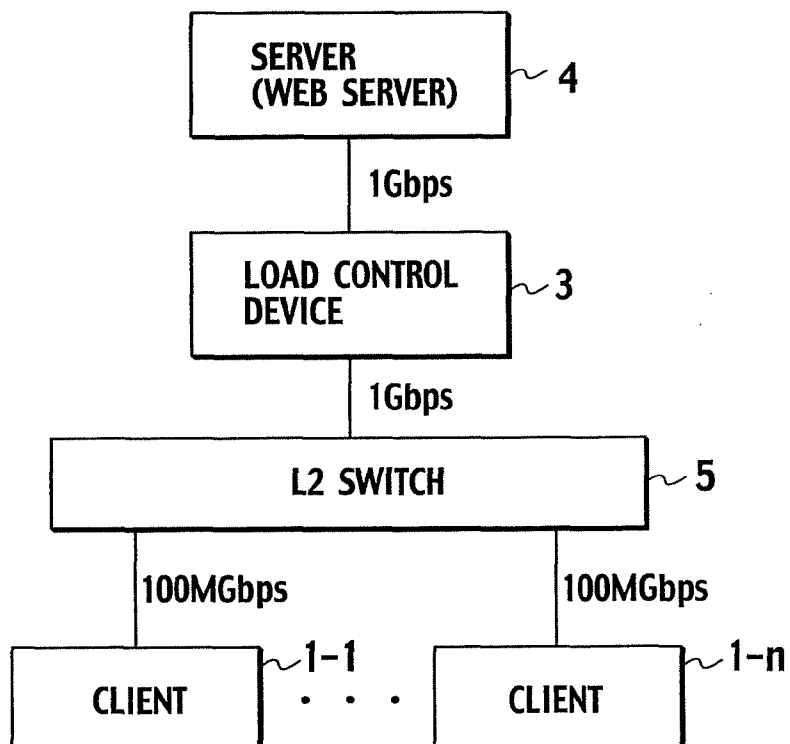 SERVER
(WEB SERVER)
4
1Gbps
LOAD CONTROL
DEVICE
3
1Gbps
L2 SWITCH
5
100MGbps
100MGbps
1-1
1-n
CLIENT
. . .
CLIENT